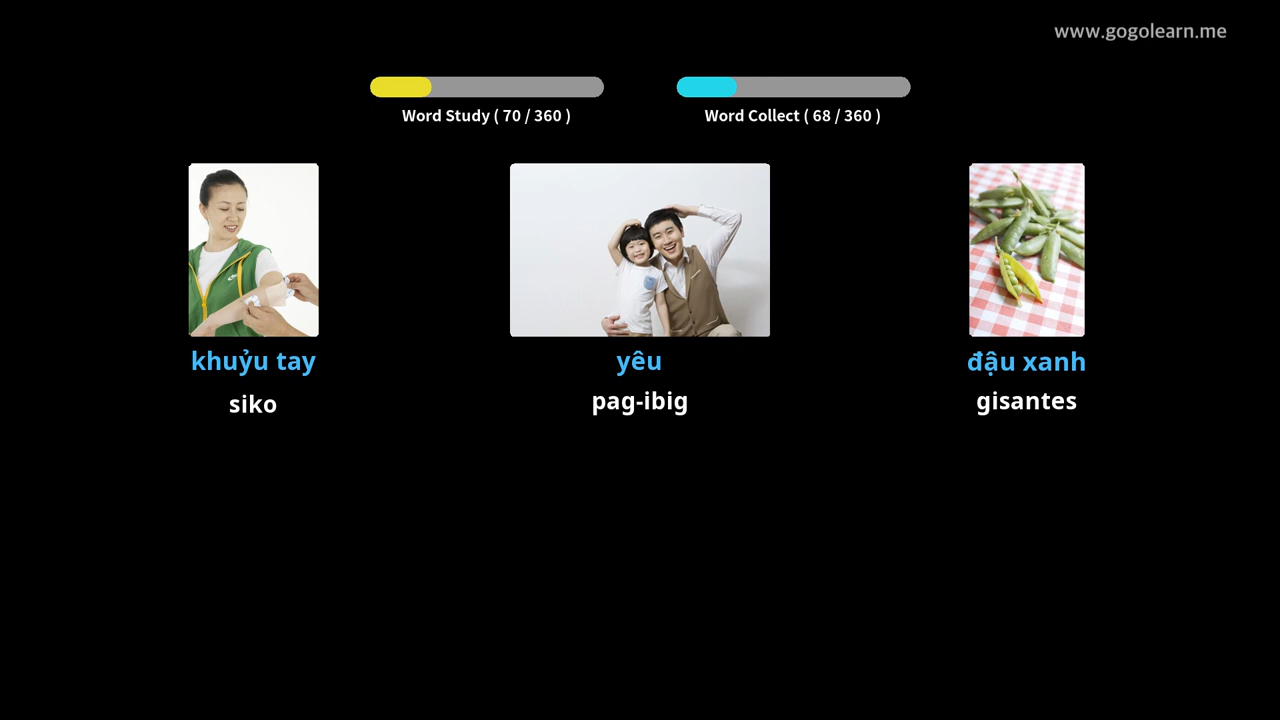 www.gogolearn.me
Word Study ( 70 / 360 )
Word Collect ( 68 / 360 )
khuỷu tay
siko
yêu
pag-ibig
đậu xanh
gisantes